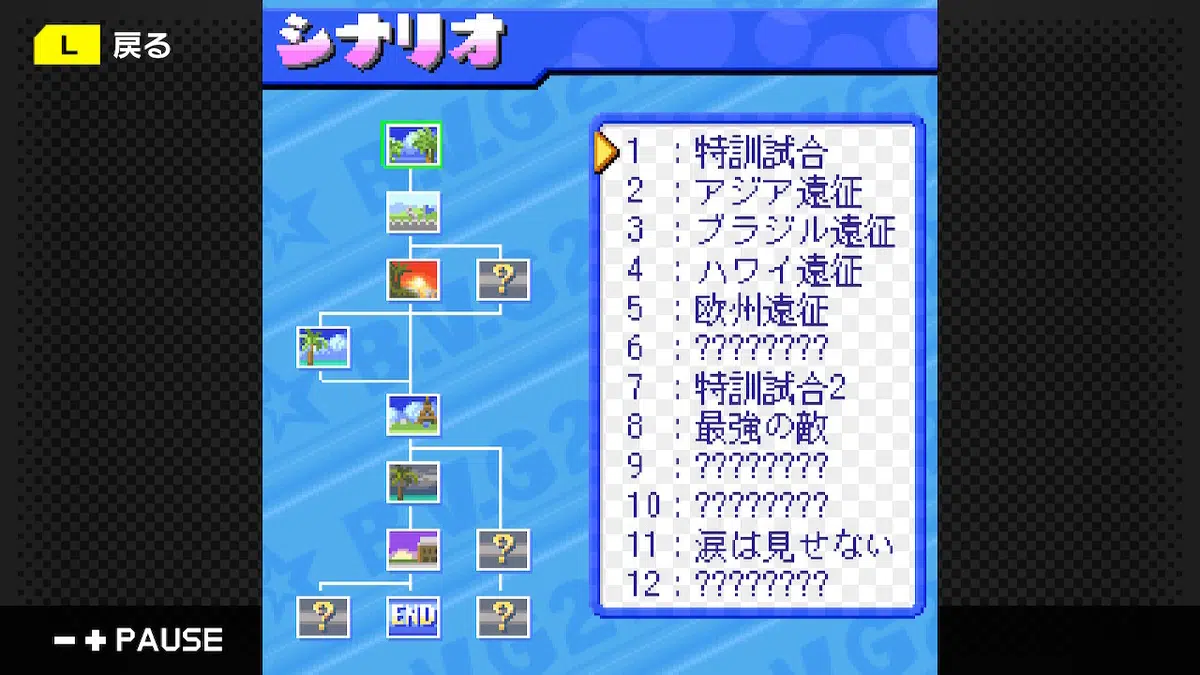 L 戻る
シナリオ
1 : 特訓試合
2 : アジア遠征
3 : ブラジル遠征
4 : ハワイ遠征
5 : 欧州遠征
6 : ????????
7 : 特訓試合2
8 : 最強の敵
9 : ????????
10 : ????????
11 : 涙は見せない
12 : ????????
?
?
? END ?
B.V.G2
B.V.G2
B.V.G2
- + PAUSE